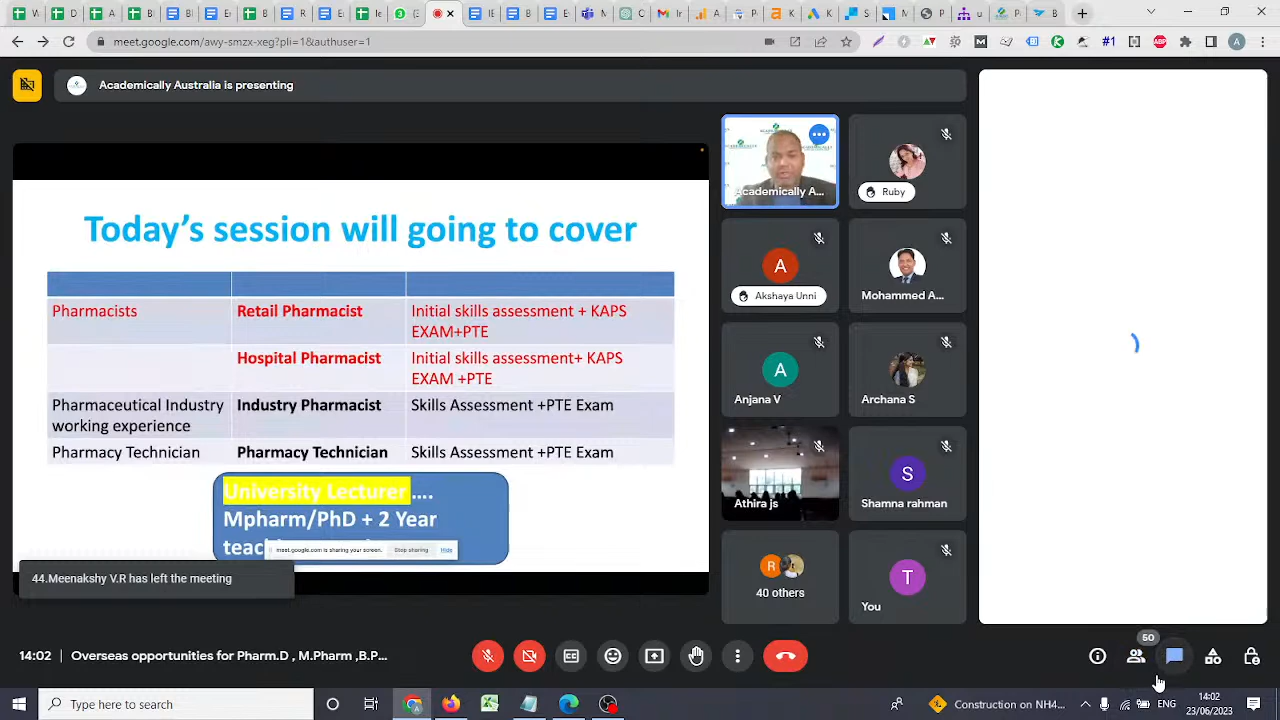 meet.google.com/awy-smzx-xeg?pli=1&authuser=1
Academically Australia is presenting
Today's session will going to cover
Pharmacists
Retail Pharmacist
Initial skills assessment + KAPS
EXAM+PTE
Hospital Pharmacist
Initial skills assessment+ KAPS
EXAM +PTE
Pharmaceutical Industry
working experience
Industry Pharmacist
Skills Assessment +PTE Exam
Pharmacy Technician
Pharmacy Technician
Skills Assessment +PTE Exam
University Lecturer ....
Mpharm/PhD + 2 Year
meet.google.com is sharing your screen.
Stop sharing
Hide
44.Meenakshy V.R has left the meeting
Academically A...
Ruby
A
Akshaya Unni
Mohammed A...
A
Anjana V
Archana S
Athira js
S
Shamna rahman
R
40 others
T
You
50
14:02 | Overseas opportunities for Pharm.D , M.Pharm ,B.P...
Type here to search
Construction on NH4...
14:02
23/06/2023